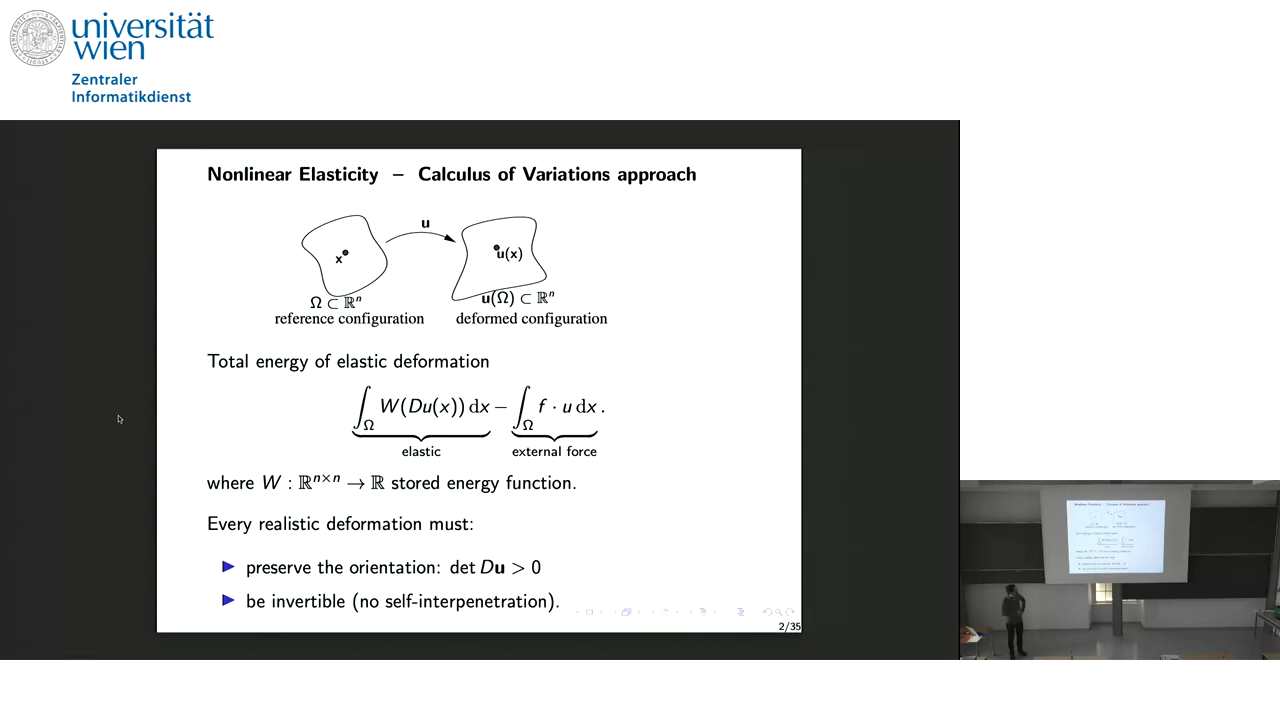 universität
wien
Zentraler
Informatikdienst
Nonlinear Elasticity – Calculus of Variations approach
u
x
u(x)
Ω ⊂ ℝⁿ
u(Ω) ⊂ ℝⁿ
reference configuration
deformed configuration
Total energy of elastic deformation
∫_Ω W(Du(x)) dx − ∫_Ω f · u dx .
elastic
external force
where W : ℝⁿˣⁿ → ℝ stored energy function.
Every realistic deformation must:
▶ preserve the orientation: det Du > 0
▶ be invertible (no self-interpenetration).
2/35